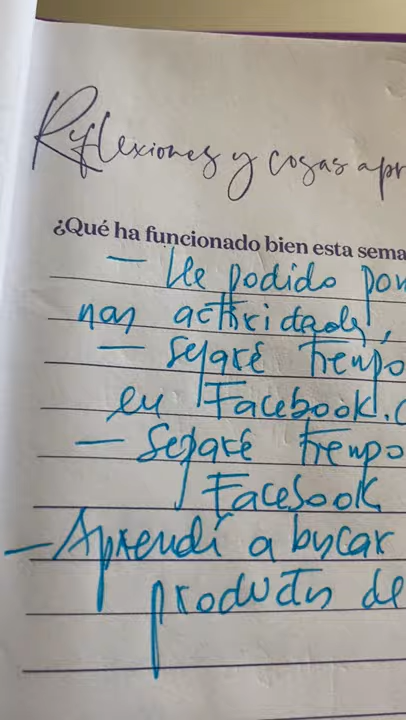 Reflexiones y cosas apr
¿Qué ha funcionado bien esta sema
- He podido pon
nar actividades,
- Separé tiempo
en Facebook.
- Separé tiempo
Facebook
- Aprendí a buscar
productos de